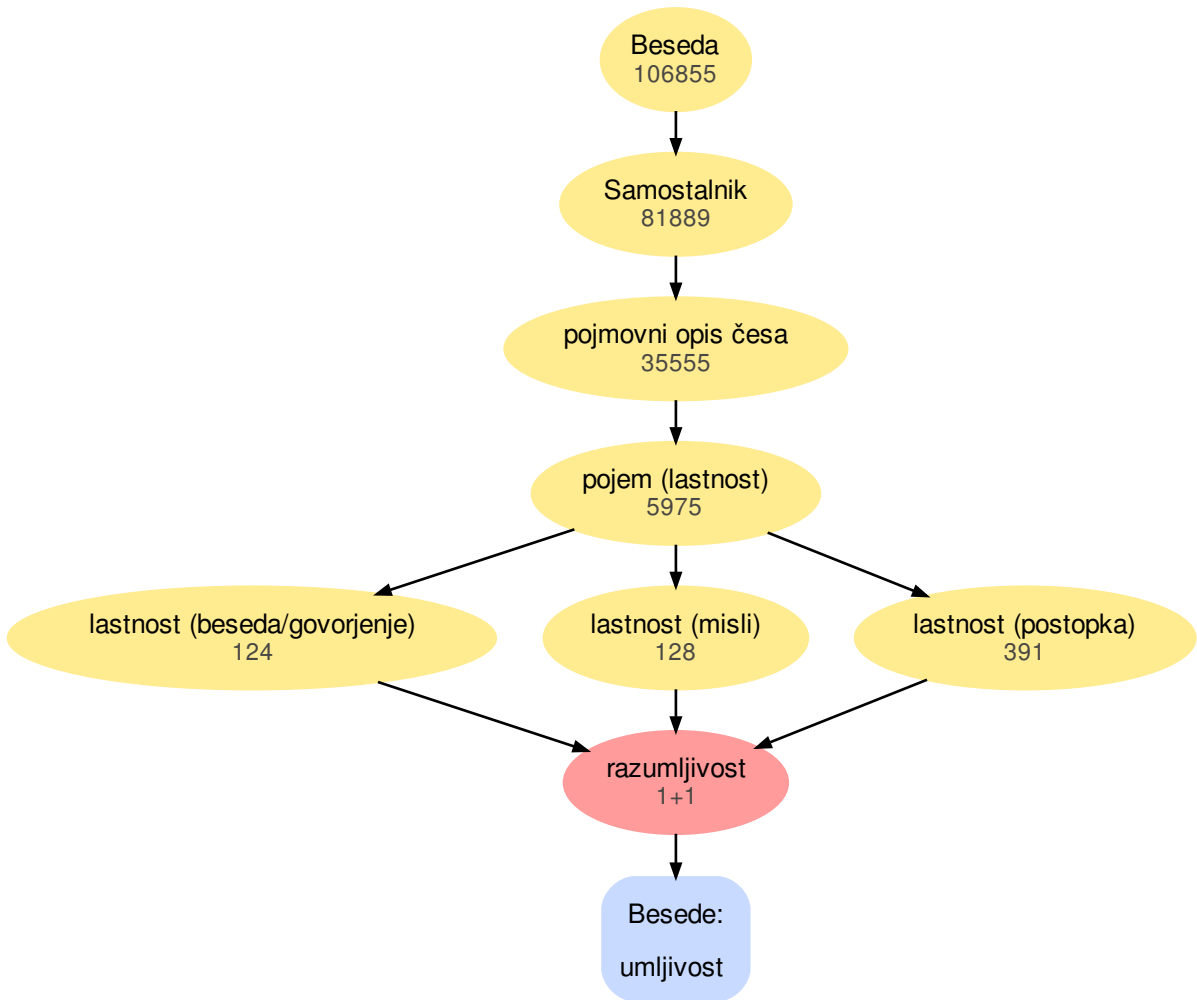 Beseda
106855
Samostalnik
81889
pojmovni opis česa
35555
pojem (lastnost)
5975
lastnost (beseda/govorjenje)
124
lastnost (misli)
128
lastnost (postopka)
391
razumljivost
1+1
Besede:
umljivost